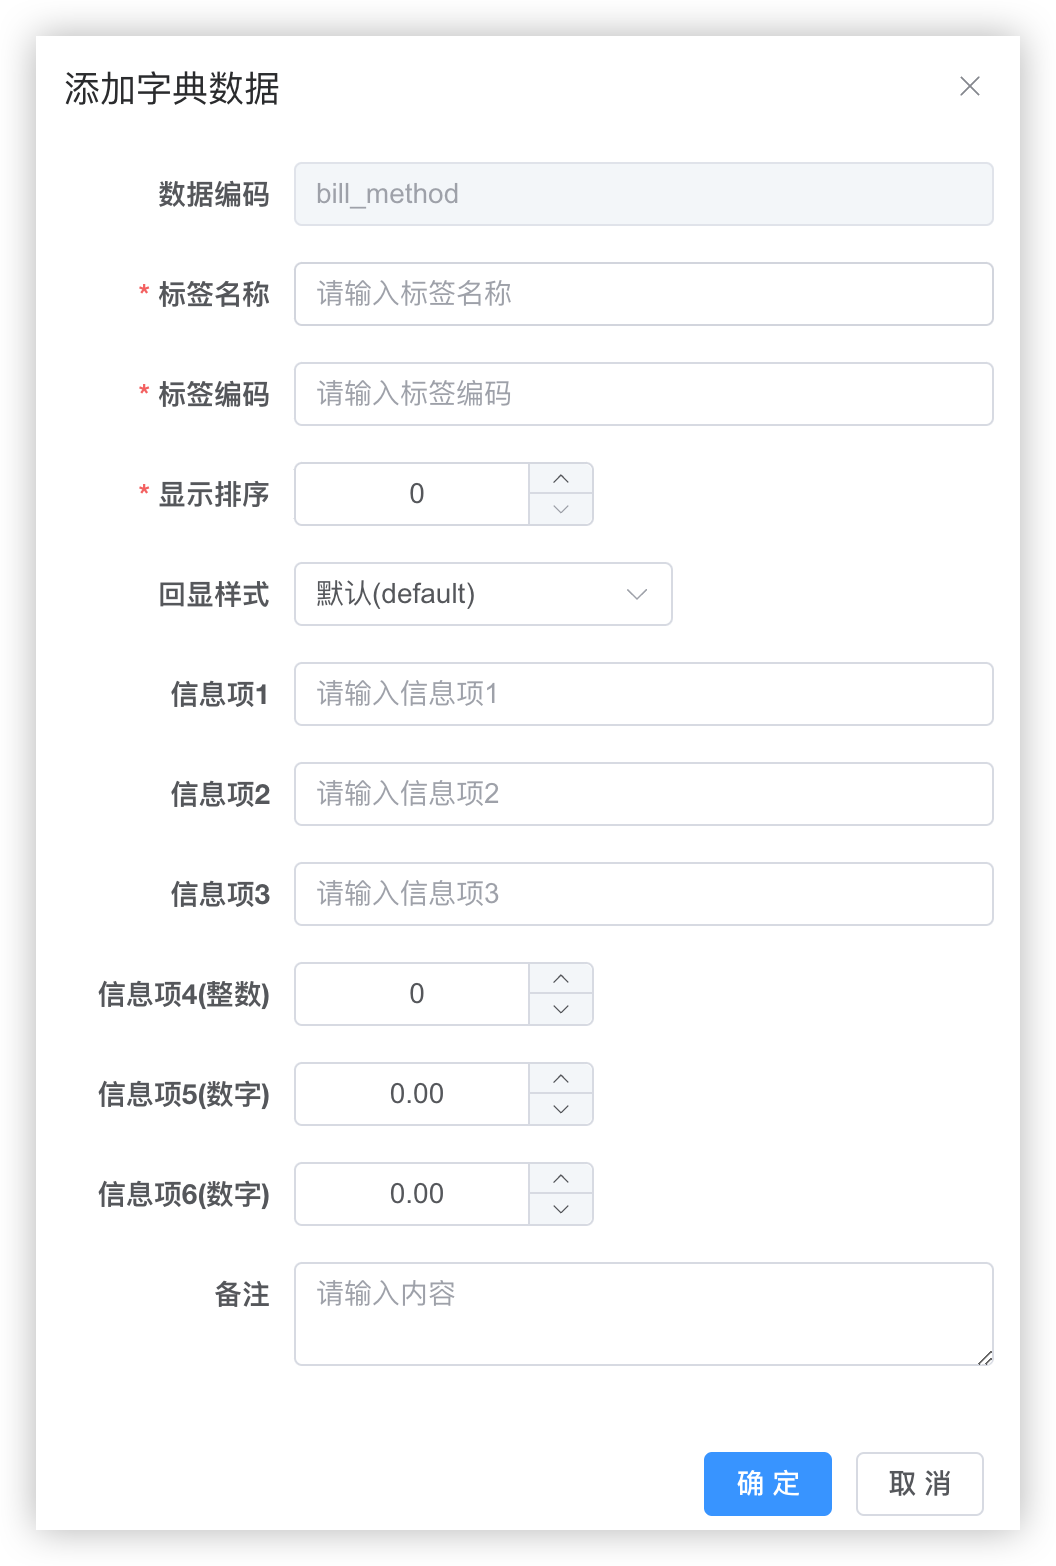 添加字典数据
数据编码 bill_method
* 标签名称 请输入标签名称
* 标签编码 请输入标签编码
* 显示排序 0
回显样式 默认(default)
信息项1 请输入信息项1
信息项2 请输入信息项2
信息项3 请输入信息项3
信息项4(整数) 0
信息项5(数字) 0.00
信息项6(数字) 0.00
备注 请输入内容
确 定 取 消